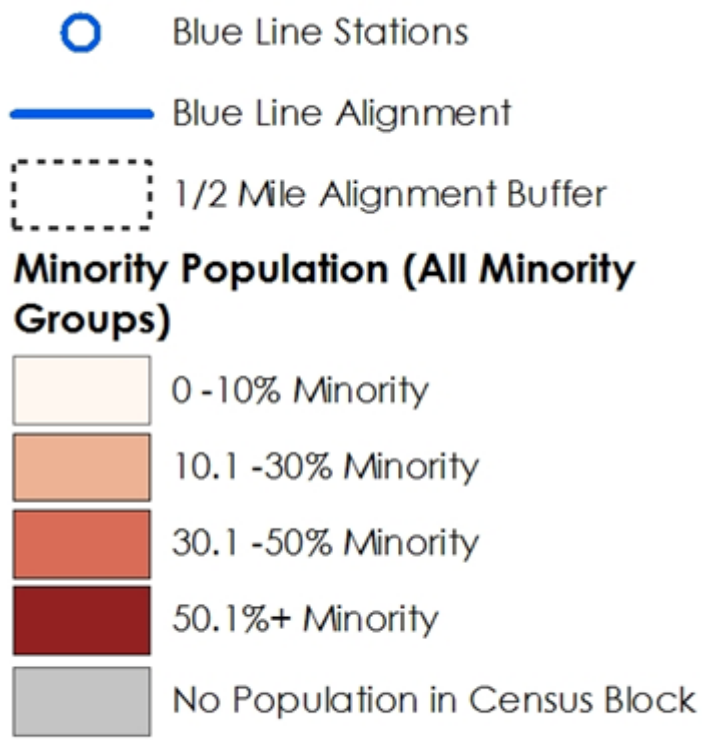 Blue Line Stations
Blue Line Alignment
1/2 Mile Alignment Buffer
Minority Population (All Minority
Groups)
0 -10% Minority
10.1 -30% Minority
30.1 -50% Minority
50.1%+ Minority
No Population in Census Block